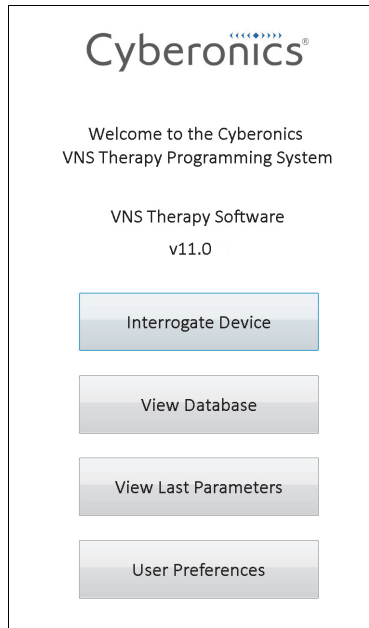 Cyberonics®
Welcome to the Cyberonics
VNS Therapy Programming System
VNS Therapy Software
v11.0
Interrogate Device
View Database
View Last Parameters
User Preferences